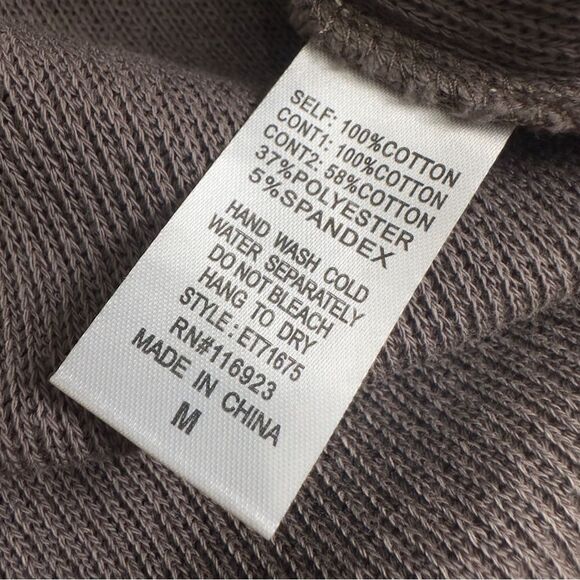 SELF: 100%COTTON
CONT1: 100%COTTON
CONT2: 58%COTTON
37%POLYESTER
5%SPANDEX
HAND WASH COLD
WATER SEPARATELY
DO NOT BLEACH
HANG TO DRY
STYLE: ET71675
RN#116923
MADE IN CHINA
M